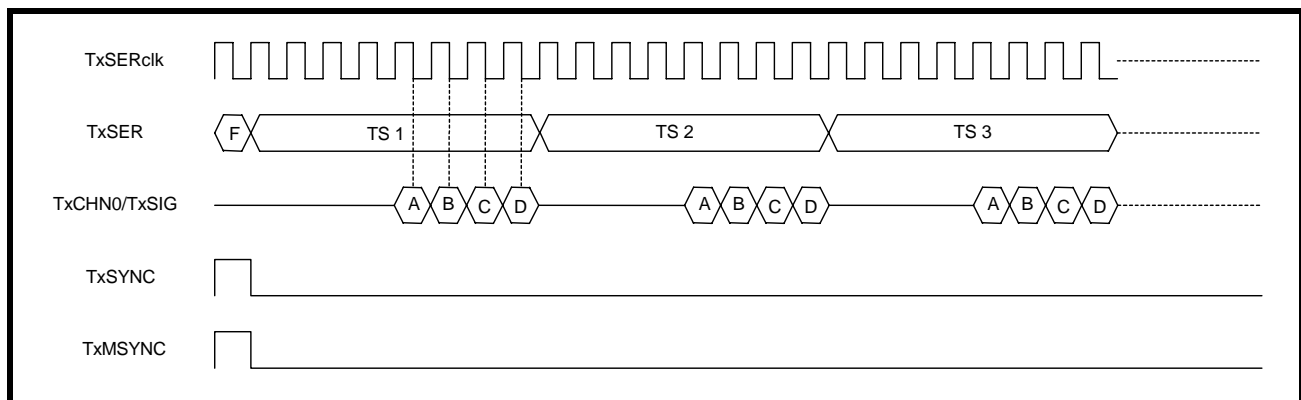 TxSERclk
TxSER F TS 1 TS 2 TS 3
TxCHN0/TxSIG A B C D A B C D A B C D
TxSYNC
TxMSYNC